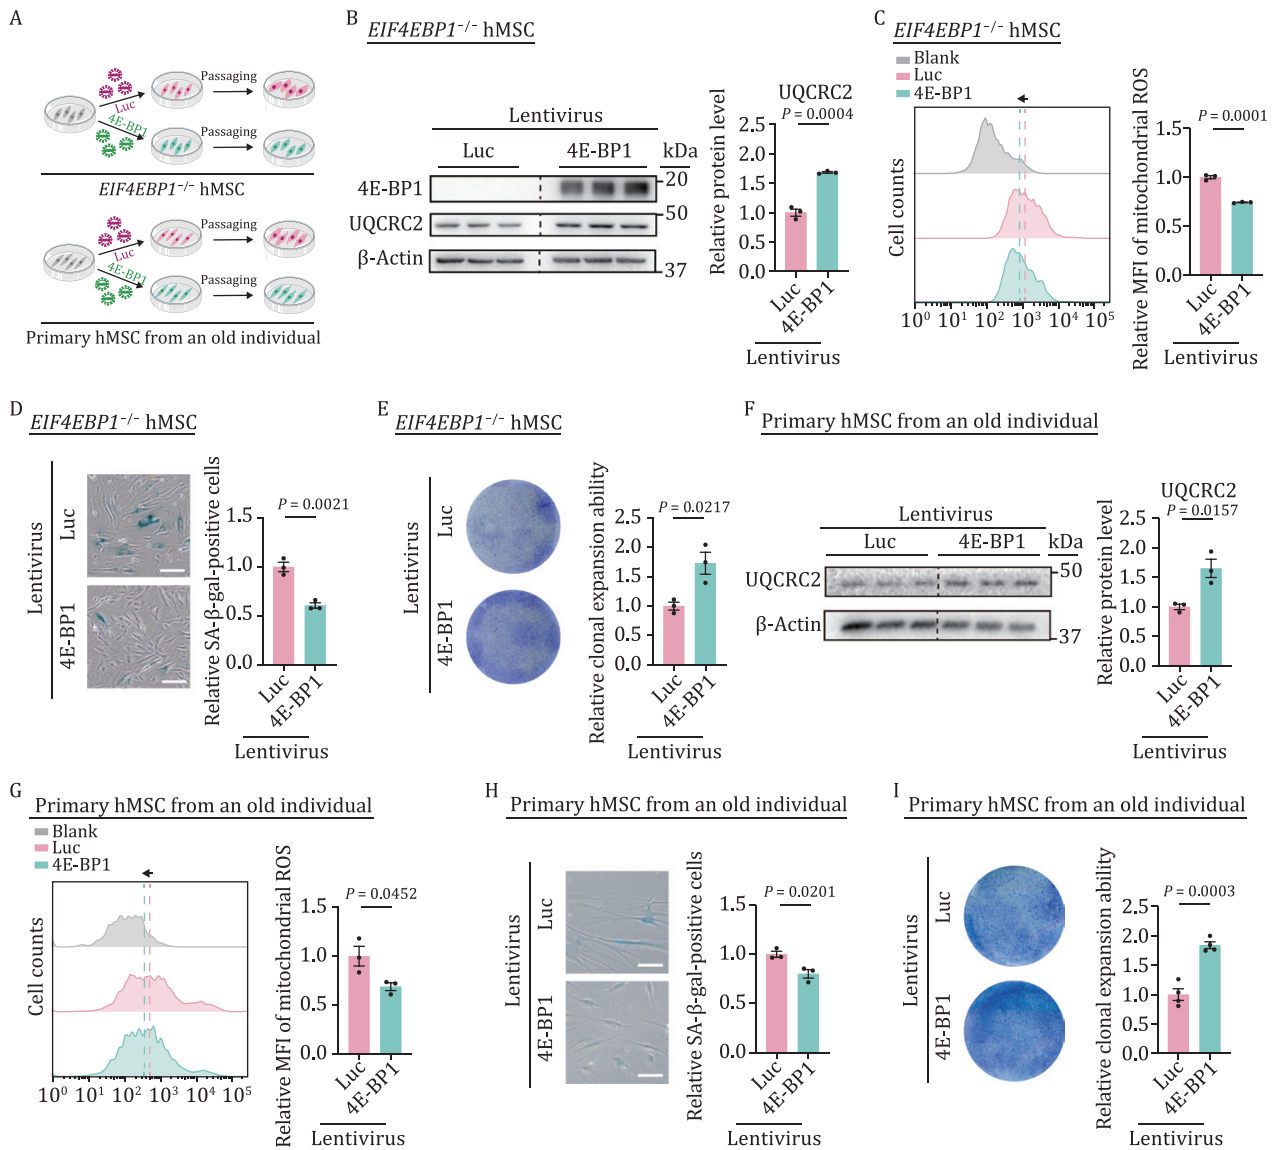 A
Passaging
Luc
4E-BP1
Passaging
EIF4EBP1⁻/⁻ hMSC
Passaging
Luc
4E-BP1
Passaging
Primary hMSC from an old individual
B
EIF4EBP1⁻/⁻ hMSC
Lentivirus
Luc
4E-BP1
kDa
4E-BP1
20
UQCRC2
50
β-Actin
37
UQCRC2
P = 0.0004
Relative protein level
2.5
2.0
1.5
1.0
0.5
0.0
Luc
4E-BP1
Lentivirus
C
EIF4EBP1⁻/⁻ hMSC
Blank
Luc
4E-BP1
Cell counts
10⁰ 10¹ 10² 10³ 10⁴ 10⁵
P = 0.0001
Relative MFI of mitochondrial ROS
1.5
1.0
0.5
0.0
Luc
4E-BP1
Lentivirus
D
EIF4EBP1⁻/⁻ hMSC
Lentivirus
Luc
4E-BP1
Relative SA-β-gal-positive cells
P = 0.0021
1.5
1.0
0.5
0.0
Luc
4E-BP1
Lentivirus
E
EIF4EBP1⁻/⁻ hMSC
Lentivirus
Luc
4E-BP1
Relative clonal expansion ability
P = 0.0217
2.5
2.0
1.5
1.0
0.5
0.0
Luc
4E-BP1
Lentivirus
F
Primary hMSC from an old individual
Lentivirus
Luc
4E-BP1
kDa
UQCRC2
50
β-Actin
37
UQCRC2
P = 0.0157
Relative protein level
2.5
2.0
1.5
1.0
0.5
0.0
Luc
4E-BP1
Lentivirus
G
Primary hMSC from an old individual
Blank
Luc
4E-BP1
Cell counts
10⁰ 10¹ 10² 10³ 10⁴ 10⁵
Relative MFI of mitochondrial ROS
P = 0.0452
1.5
1.0
0.5
0.0
Luc
4E-BP1
Lentivirus
H
Primary hMSC from an old individual
Lentivirus
Luc
4E-BP1
Relative SA-β-gal-positive cells
P = 0.0201
1.5
1.0
0.5
0.0
Luc
4E-BP1
Lentivirus
I
Primary hMSC from an old individual
Lentivirus
Luc
4E-BP1
Relative clonal expansion ability
P = 0.0003
2.5
2.0
1.5
1.0
0.5
0.0
Luc
4E-BP1
Lentivirus